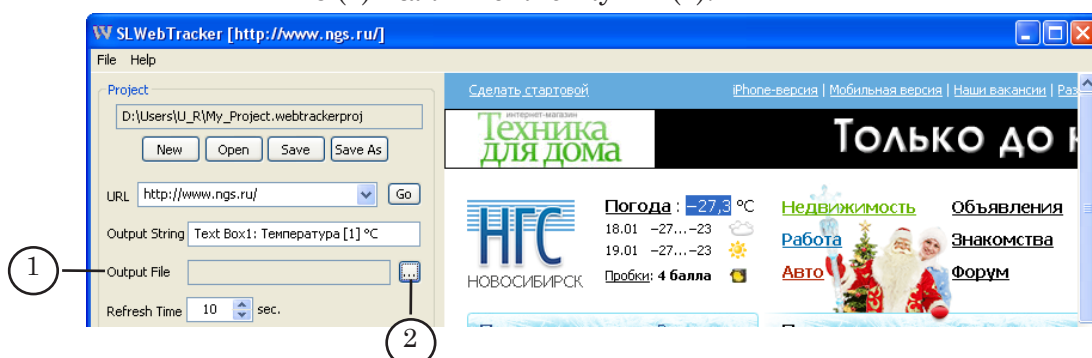 SLWebTracker [http://www.ngs.ru/]
File Help
Project
D:\Users\U_R\My_Project.webtrackerproj
New Open Save Save As
URL http://www.ngs.ru/ Go
Output String Text Box1: Температура [1] °C
1
Output File ...
2
Refresh Time 10 sec.
Сделать стартовой iPhone-версия | Мобильная версия | Наши вакансии | Раз
интернет-магазин
Техника
для дома
Только до
НГС
НОВОСИБИРСК
Погода : −27,3 °C
18.01 −27...−23
19.01 −27...−23
Пробки: 4 балла
Недвижимость Объявления
Работа Знакомства
Авто Форум